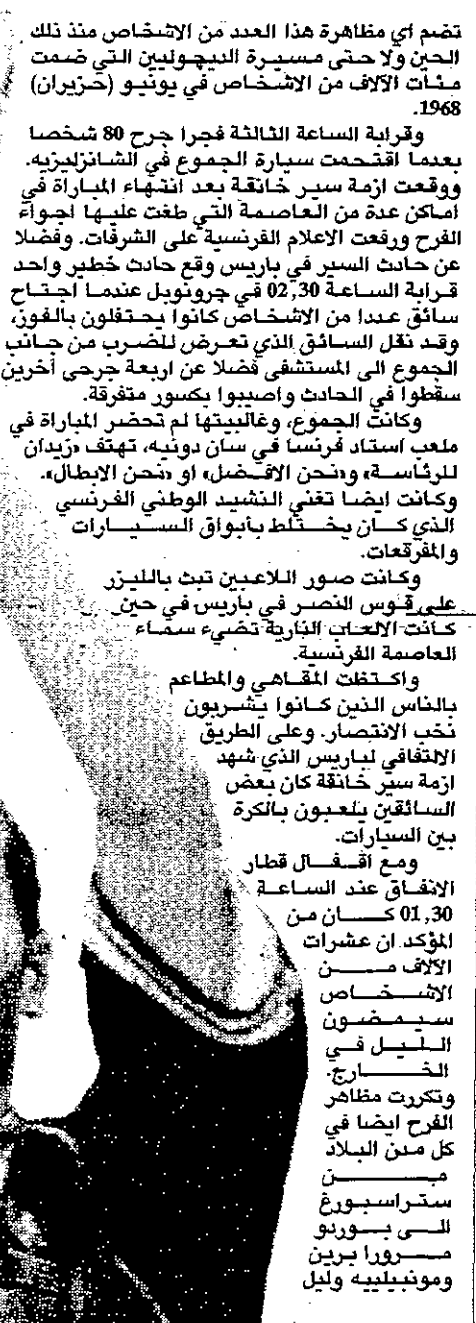 تضم اي مظاهرة هذا العدد من الاشخاص منذ ذلك
الحين ولا حتى مسيرة الديجوليين التي ضمت
مئات الآلاف من الاشخاص في يونيو (حزيران)
1968.
وقرابة الساعة الثالثة فجرا جرح 80 شخصا
بعدما اقتحمت سيارة الجموع في الشانزليزيه.
ووقعت ازمة سير خانقة بعد انتهاء المباراة في
اماكن عدة من العاصمة التي طغت عليها اجواء
الفرح ورفعت الاعلام الفرنسية على الشرفات. وفضلا
عن حادث السير في باريس وقع حادث خطير واحد
قرابة الساعة 02,30 في جرونوبل عندما اجتاح
سائق عددا من الاشخاص كانوا يحتفلون بالفوز،
وقد نقل السائق الذي تعرض للضرب من جانب
الجموع الى المستشفى فضلا عن اربعة جرحى آخرين
سقطوا في الحادث واصيبوا بكسور متفرقة.
وكانت الجموع، وغالبيتها لم تحضر المباراة في
ملعب استاد فرنسا في سان دونيه، تهتف «زيدان
للرئاسة» و«نحن الافضل» او «نحن الابطال».
وكانت ايضا تغني النشيد الوطني الفرنسي
الذي كان يختلط بأبواق السيارات
والمفرقعات.
وكانت صور اللاعبين تبث بالليزر
على قوس النصر في باريس في حين
كانت الالعاب النارية تضيء سماء
العاصمة الفرنسية.
واكتظت المقاهي والمطاعم
بالناس الذين كانوا يشربون
نخب الانتصار. وعلى الطريق
الالتفافي لباريس الذي شهد
ازمة سير خانقة كان بعض
السائقين يلعبون بالكرة
بين السيارات.
ومع اقفال قطار
الانفاق عند الساعة
01,30 كان من
المؤكد ان عشرات
الآلاف من
الاشخاص
سيمضون
الليل في
الخارج.
وتكررت مظاهر
الفرح ايضا في
كل مدن البلاد
من
ستراسبورغ
الى بوردو
مرورا برين
ومونبيلييه وليل